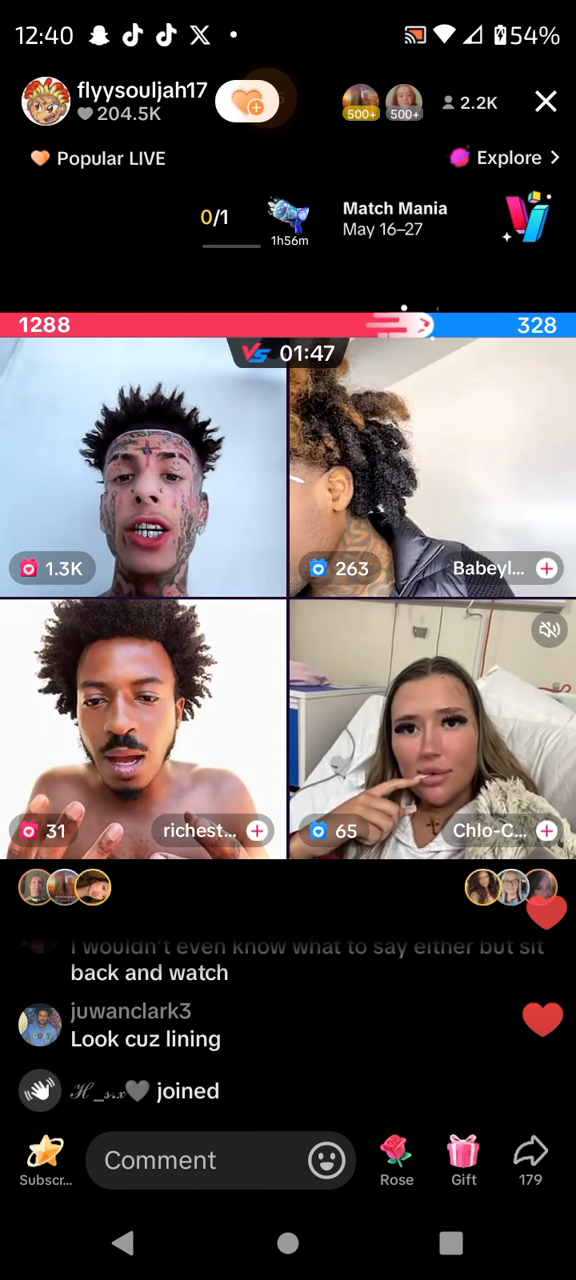 12:40
54%
flyysouljah17
204.5K
500+
500+
2.2K
Popular LIVE
Explore
0/1
1h56m
Match Mania
May 16–27
1288
328
VS 01:47
1.3K
263
Babeyl...
31
richest...
65
Chlo-C...
I wouldn't even know what to say either but sit
back and watch
juwanclark3
Look cuz lining
ℋ_𝓈.𝓍🖤 joined
Comment
Subscr...
Rose
Gift
179